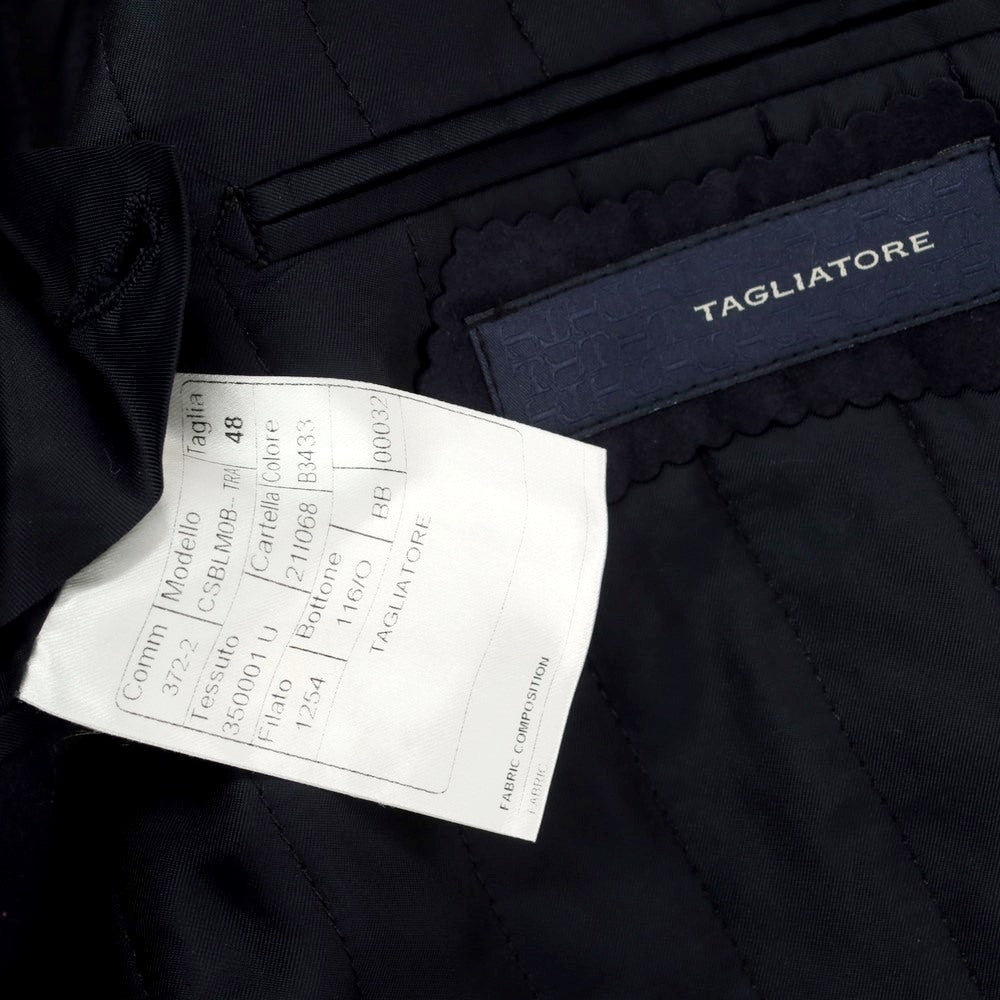 TAGLIATORE
Comm Modello Taglia
372-2 CSBLM0B--TRA 48
Tessuto Cartella Colore
350001 U 21I068 B3433
Filato Bottone
1254 116/O BB 00032
TAGLIATORE
FABRIC COMPOSITION
FABRIC